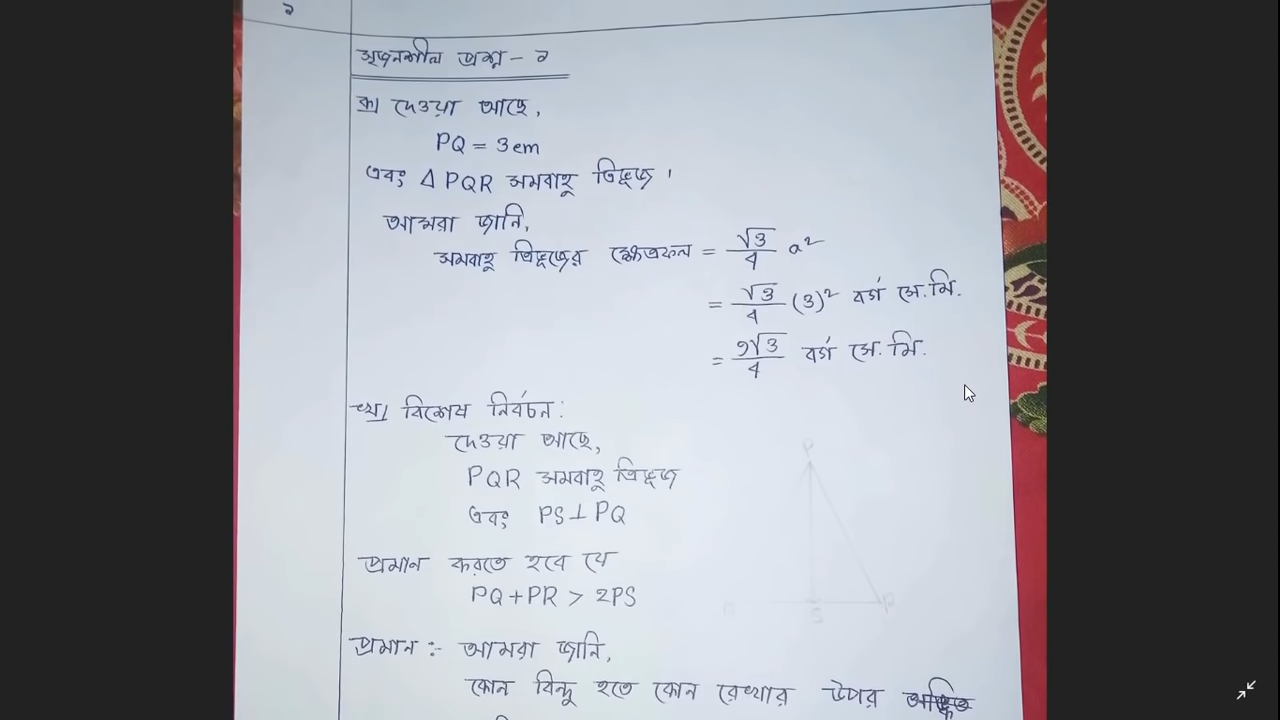 ২
সৃজনশীল প্রশ্ন - ২
ক) দেওয়া আছে,
PQ = 3 cm
এবং Δ PQR সমবাহু ত্রিভুজ ।
আমরা জানি,
সমবাহু ত্রিভুজের ক্ষেত্রফল = √3/4 a²
= √3/4 (3)² বর্গ সে.মি.
= 9√3/4 বর্গ সে.মি.
খ) বিশেষ নির্বচন:
দেওয়া আছে,
PQR সমবাহু ত্রিভুজ
এবং PS⊥PQ
প্রমান করতে হবে যে
PQ+PR > 2PS
প্রমান :- আমরা জানি,
কোন বিন্দু হতে কোন রেখার উপর